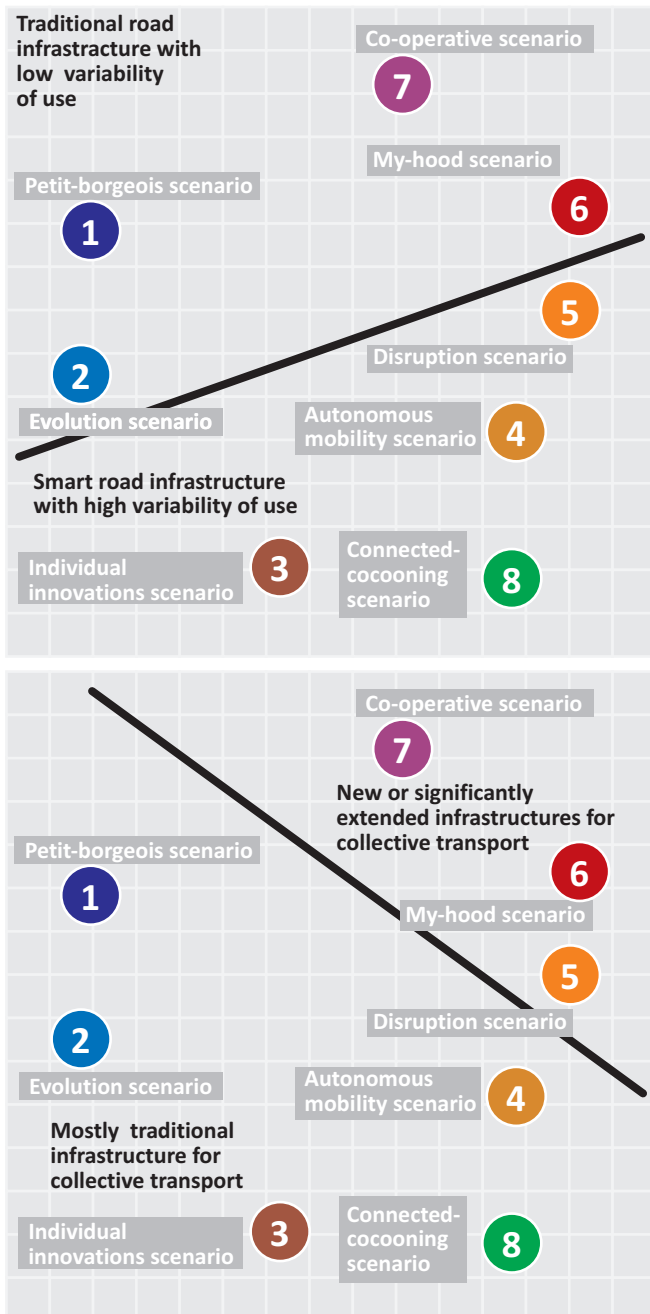 Traditional road
infrastracture with
low variability
of use
Co-operative scenario
7
My-hood scenario
6
Petit-borgeois scenario
1
5
Disruption scenario
2
Evolution scenario
Autonomous
mobility scenario
4
Smart road infrastructure
with high variability of use
Individual
innovations scenario
3
Connected-
cocooning
scenario
8
Co-operative scenario
7
New or significantly
extended infrastructures for
collective transport
Petit-borgeois scenario
1
6
My-hood scenario
5
Disruption scenario
2
Evolution scenario
Autonomous
mobility scenario
4
Mostly traditional
infrastructure for
collective transport
Individual
innovations scenario
3
Connected-
cocooning
scenario
8